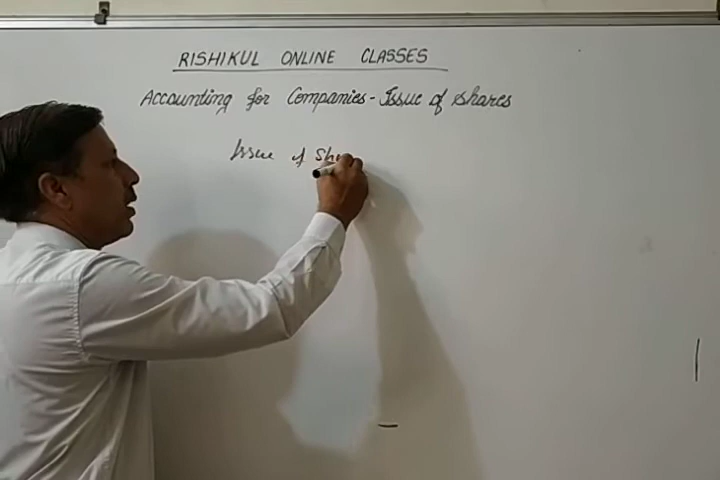 RISHIKUL ONLINE CLASSES
Accounting for Companies - Issue of shares
Issue of Sh